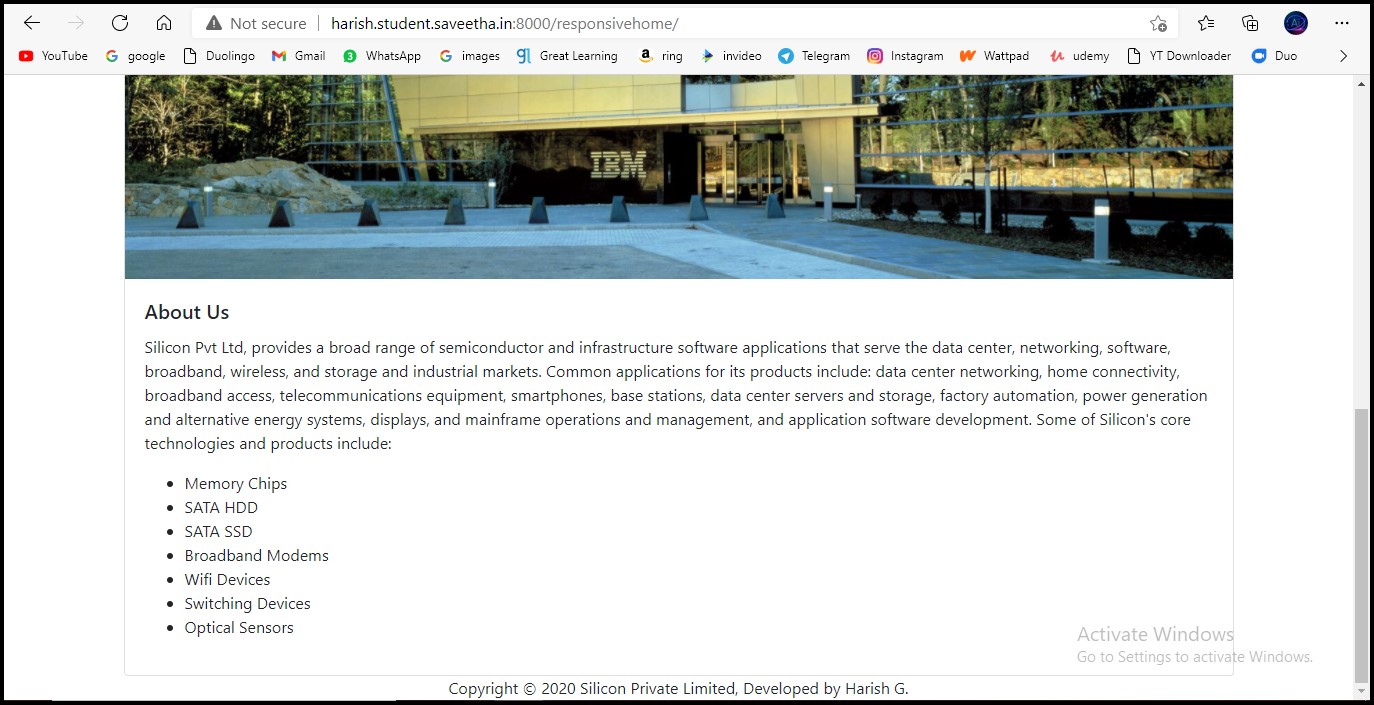 Not secure | harish.student.saveetha.in:8000/responsivehome/
YouTube google Duolingo Gmail 3 WhatsApp images gl Great Learning a ring invideo Telegram Instagram Wattpad udemy YT Downloader Duo
IBM
About Us
Silicon Pvt Ltd, provides a broad range of semiconductor and infrastructure software applications that serve the data center, networking, software,
broadband, wireless, and storage and industrial markets. Common applications for its products include: data center networking, home connectivity,
broadband access, telecommunications equipment, smartphones, base stations, data center servers and storage, factory automation, power generation
and alternative energy systems, displays, and mainframe operations and management, and application software development. Some of Silicon's core
technologies and products include:
• Memory Chips
• SATA HDD
• SATA SSD
• Broadband Modems
• Wifi Devices
• Switching Devices
• Optical Sensors
Activate Windows
Go to Settings to activate Windows.
Copyright © 2020 Silicon Private Limited, Developed by Harish G.